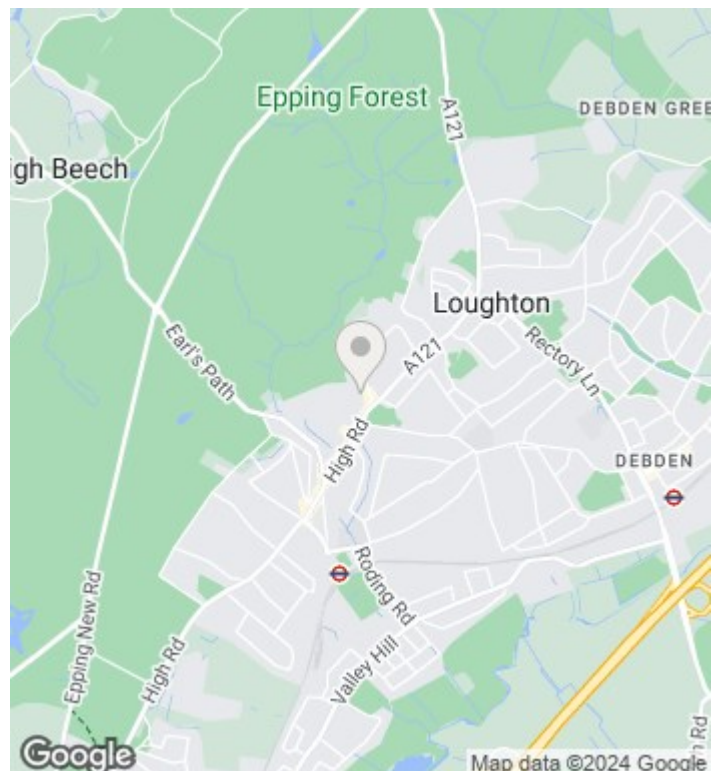 Epping Forest
A121
DEBDEN GREE
igh Beech
Loughton
A121
Rectory Ln
Earl's Path
High Rd
DEBDEN
Roding Rd
Epping New Rd
High Rd
Valley Hill
Rd
Google
Map data ©2024 Google